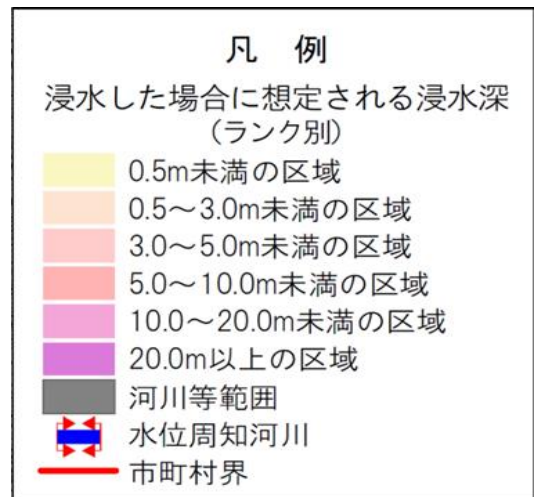 凡 例
浸水した場合に想定される浸水深
(ランク別)
0.5m未満の区域
0.5～3.0m未満の区域
3.0～5.0m未満の区域
5.0～10.0m未満の区域
10.0～20.0m未満の区域
20.0m以上の区域
河川等範囲
水位周知河川
市町村界